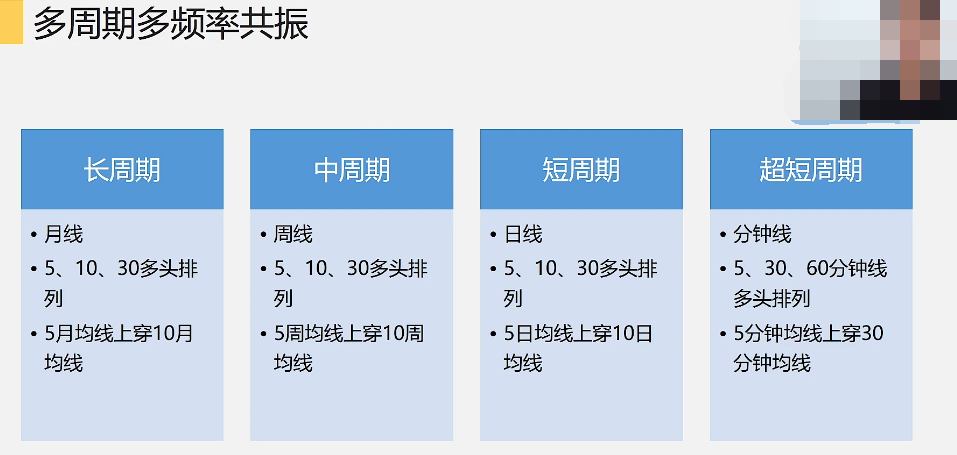 多周期多频率共振
长周期
• 月线
• 5、10、30多头排
列
• 5月均线上穿10月
均线
中周期
• 周线
• 5、10、30多头排
列
• 5周均线上穿10周
均线
短周期
• 日线
• 5、10、30多头排
列
• 5日均线上穿10日
均线
超短周期
• 分钟线
• 5、30、60分钟线
多头排列
• 5分钟均线上穿30
分钟均线